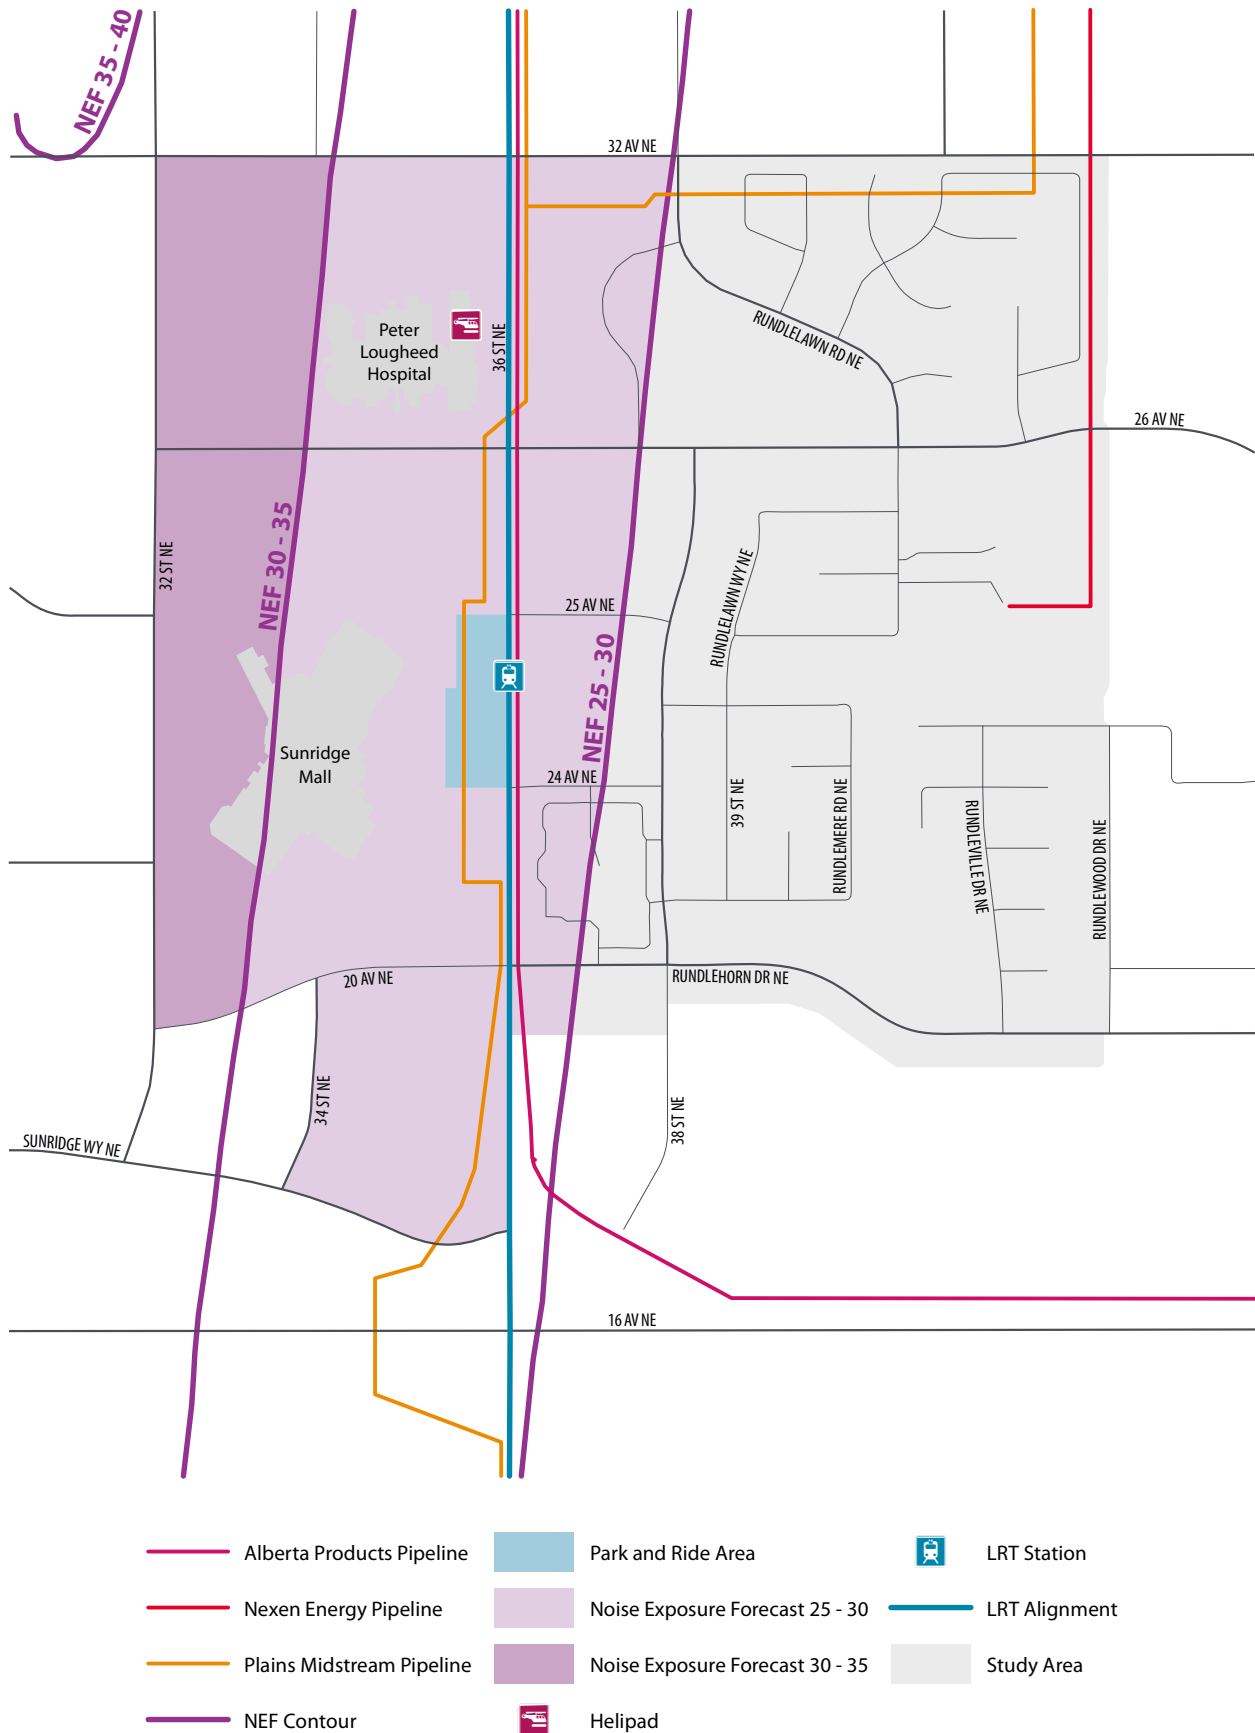 NEF 35 - 40
32 AV NE
Peter
Lougheed
Hospital
36 ST NE
RUNDLELAWN RD NE
26 AV NE
32 ST NE
NEF 30 - 35
25 AV NE
RUNDLELAWN WY NE
NEF 25 - 30
Sunridge
Mall
24 AV NE
39 ST NE
RUNDLEMERE RD NE
RUNDLEVILLE DR NE
RUNDLEWOOD DR NE
20 AV NE
RUNDLEHORN DR NE
34 ST NE
38 ST NE
SUNRIDGE WY NE
16 AV NE
Alberta Products Pipeline
Park and Ride Area
LRT Station
Nexen Energy Pipeline
Noise Exposure Forecast 25 - 30
LRT Alignment
Plains Midstream Pipeline
Noise Exposure Forecast 30 - 35
Study Area
NEF Contour
Helipad